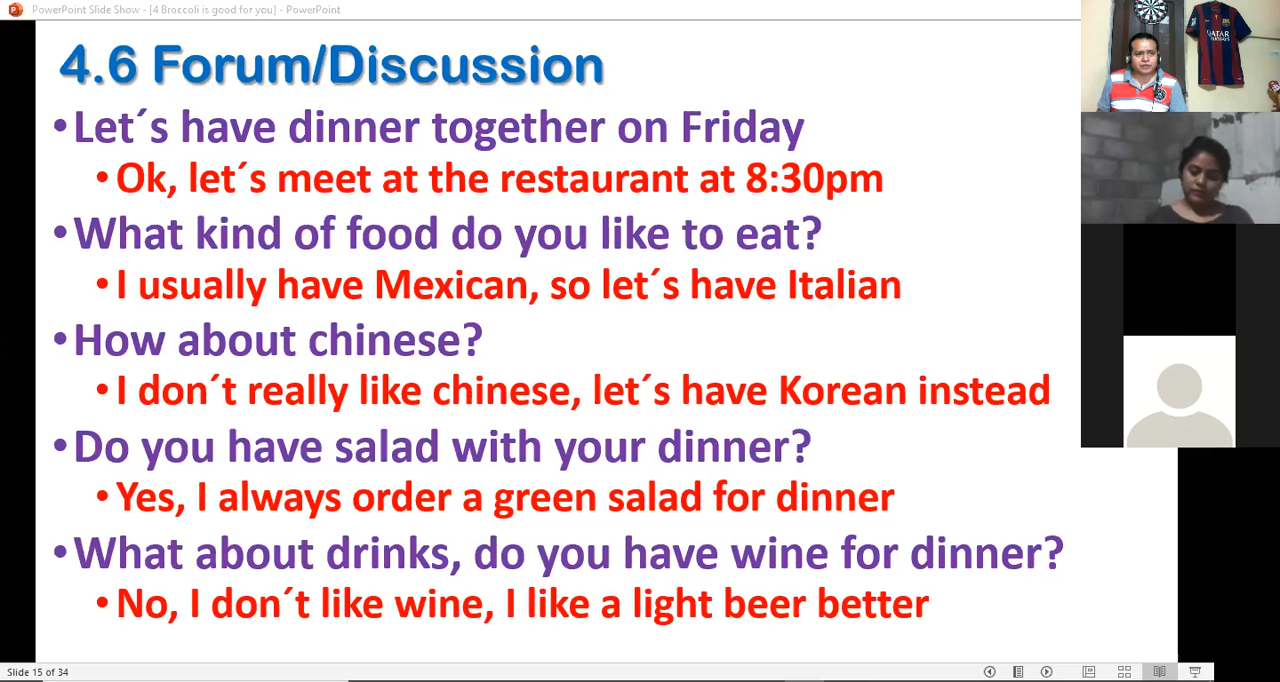 PowerPoint Slide Show - [4 Broccoli is good for you] - PowerPoint
4.6 Forum/Discussion
•Let´s have dinner together on Friday
•Ok, let´s meet at the restaurant at 8:30pm
•What kind of food do you like to eat?
•I usually have Mexican, so let´s have Italian
•How about chinese?
•I don´t really like chinese, let´s have Korean instead
•Do you have salad with your dinner?
•Yes, I always order a green salad for dinner
•What about drinks, do you have wine for dinner?
•No, I don´t like wine, I like a light beer better
QATAR
AIRWAYS
Slide 15 of 34